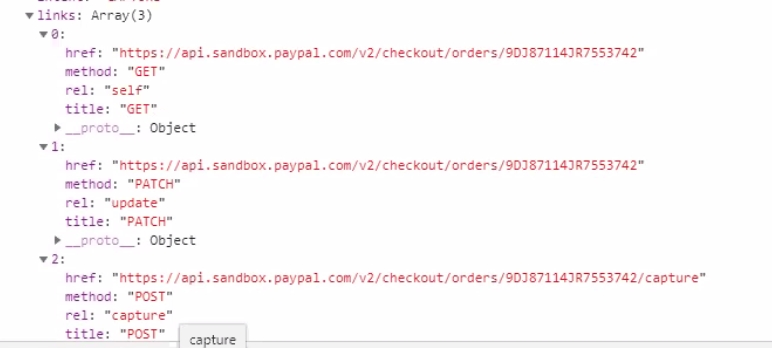 links: Array(3)
0:
href: "https://api.sandbox.paypal.com/v2/checkout/orders/9DJ87114JR7553742"
method: "GET"
rel: "self"
title: "GET"
__proto__: Object
1:
href: "https://api.sandbox.paypal.com/v2/checkout/orders/9DJ87114JR7553742"
method: "PATCH"
rel: "update"
title: "PATCH"
__proto__: Object
2:
href: "https://api.sandbox.paypal.com/v2/checkout/orders/9DJ87114JR7553742/capture"
method: "POST"
rel: "capture"
title: "POST"
capture